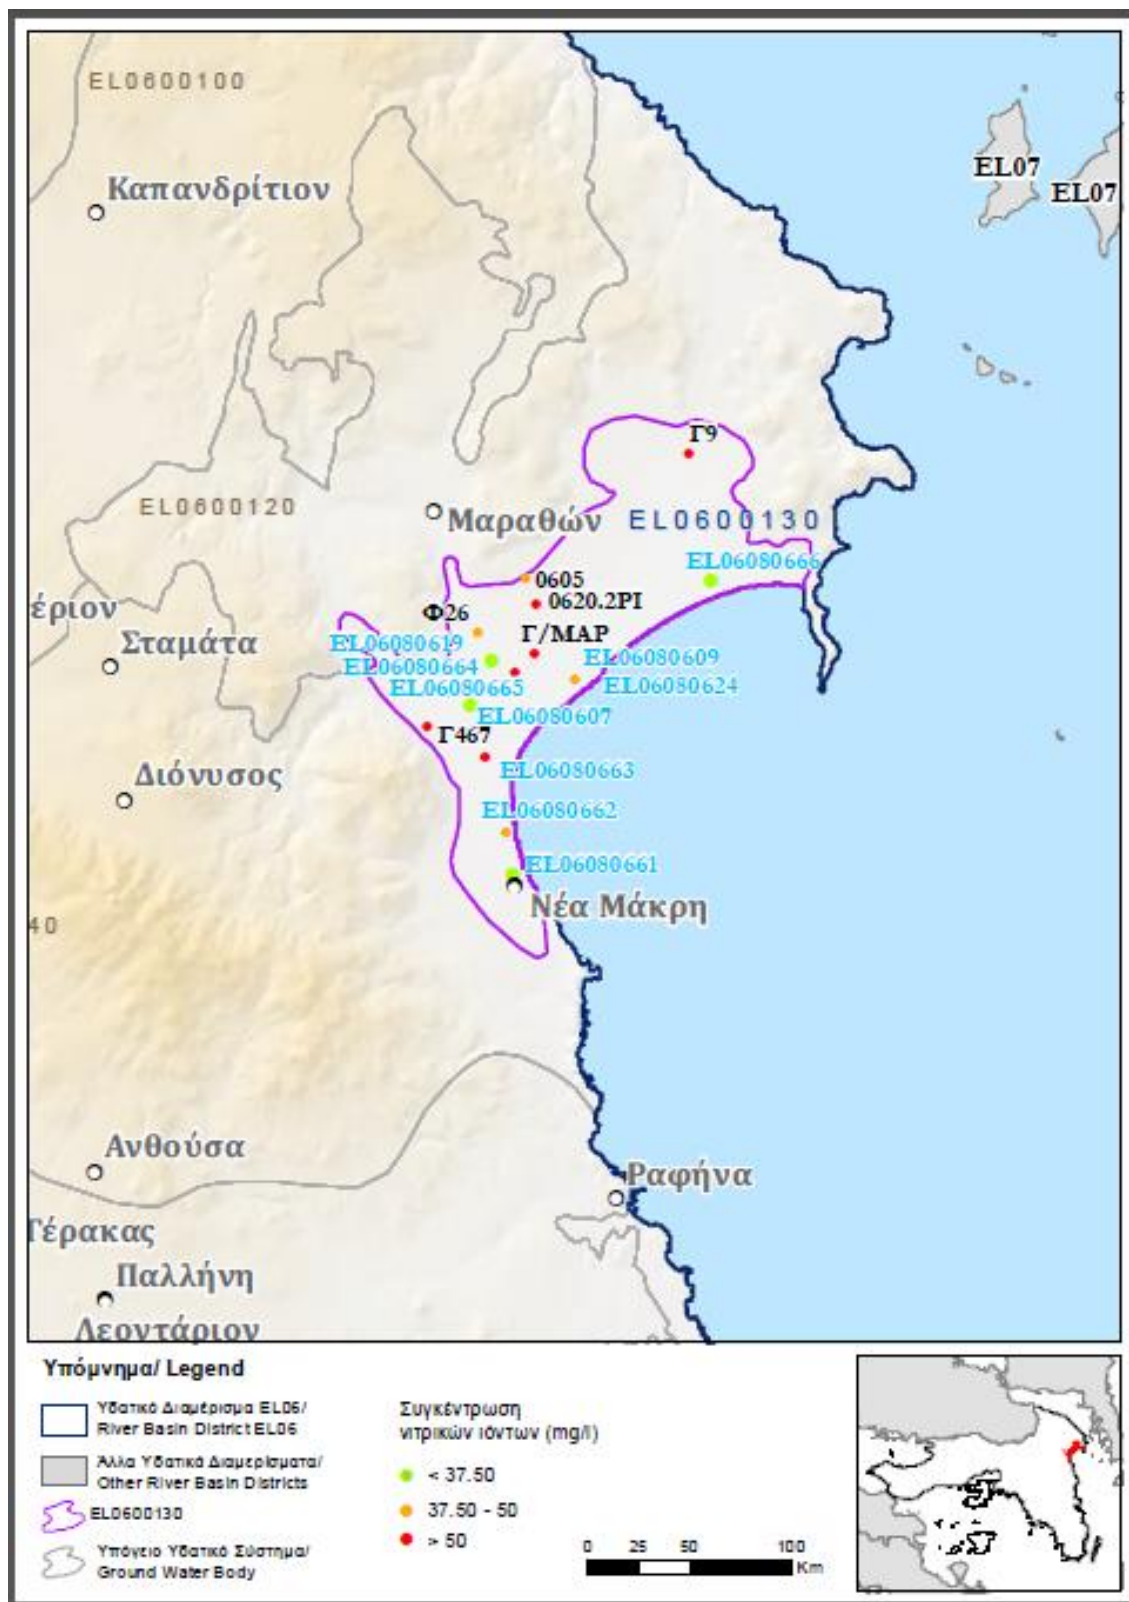 EL0600100
Καπανδρίτιον
EL07
EL07
Γ9
EL0600120
Μαραθών
EL0600130
EL06080666
0605
0620.2PI
Φ26
έριον
Σταμάτα
Γ/ΜΑΡ
EL06080619
EL06080664
EL06080609
EL06080665
EL06080624
EL06080607
Γ467
EL06080663
Διόνυσος
EL06080662
EL06080661
Νέα Μάκρη
40
Ανθούσα
Ραφήνα
Γέρακας
Παλλήνη
Λεοντάριον
Υπόμνημα/ Legend
Υδατικό Διαμέρισμα EL06/
River Basin District EL06
Άλλα Υδατικά Διαμερίσματα/
Other River Basin Districts
EL0600130
Υπόγειο Υδατικό Σύστημα/
Ground Water Body
Συγκέντρωση
νιτρικών ιόντων (mg/l)
< 37.50
37.50 - 50
> 50
0 25 50 100
Km